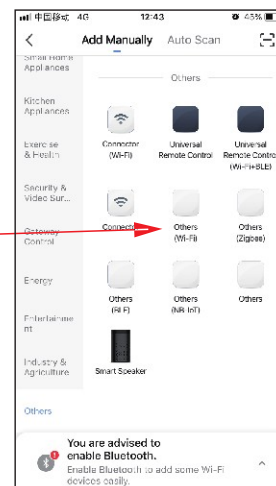 中国移动 4G 12:43 45%
Add Manually Auto Scan
Small Home
Appliances
Others
Kitchen
Appliances
Connector
(Wi-Fi)
Universal
Remote Control
Universal
Remote Control
(Wi-Fi+BLE)
Exercise
& Health
Security &
Video Sur...
Connector
Others
(Wi-Fi)
Others
(Zigbee)
Gateway
Control
Energy
Others
(BLE)
Others
(NB-IoT)
Others
Entertainme
nt
Industry &
Agriculture
Smart Speaker
Others
You are advised to
enable Bluetooth.
Enable Bluetooth to add some Wi-Fi
devices easily.